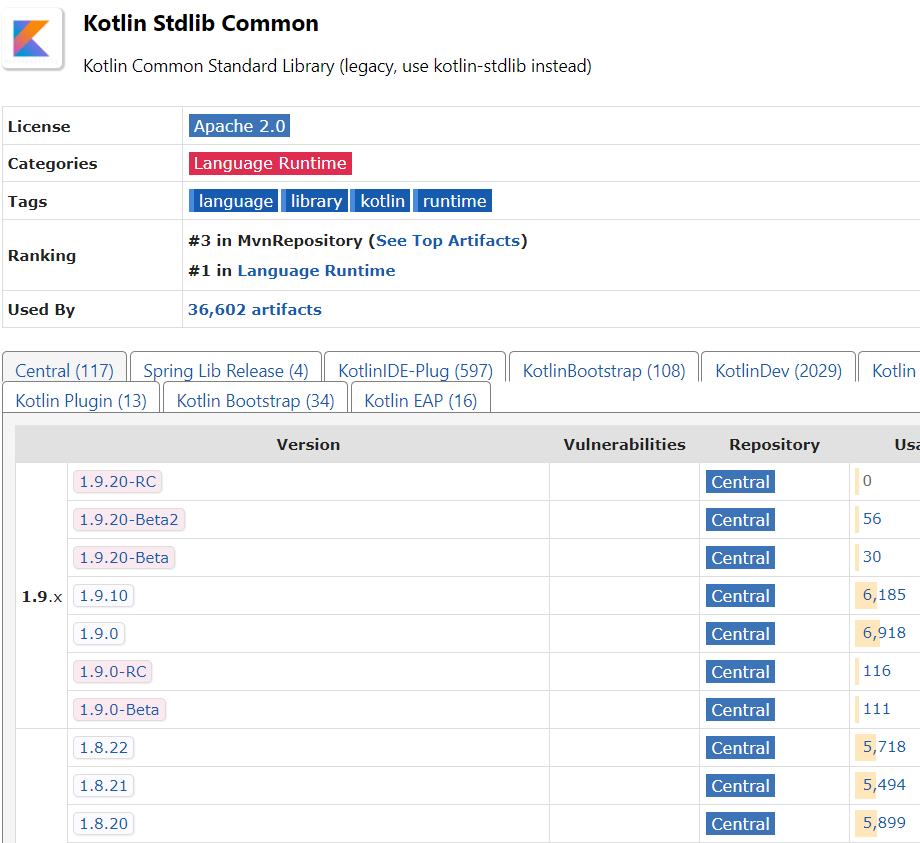 Kotlin Stdlib Common
Kotlin Common Standard Library (legacy, use kotlin-stdlib instead)
License Apache 2.0
Categories Language Runtime
Tags language library kotlin runtime
Ranking #3 in MvnRepository (See Top Artifacts)
#1 in Language Runtime
Used By 36,602 artifacts
Central (117) Spring Lib Release (4) KotlinIDE-Plug (597) KotlinBootstrap (108) KotlinDev (2029) Kotlin
Kotlin Plugin (13) Kotlin Bootstrap (34) Kotlin EAP (16)
Version Vulnerabilities Repository Usa
1.9.20-RC Central 0
1.9.20-Beta2 Central 56
1.9.20-Beta Central 30
1.9.x 1.9.10 Central 6,185
1.9.0 Central 6,918
1.9.0-RC Central 116
1.9.0-Beta Central 111
1.8.22 Central 5,718
1.8.21 Central 5,494
1.8.20 Central 5,899